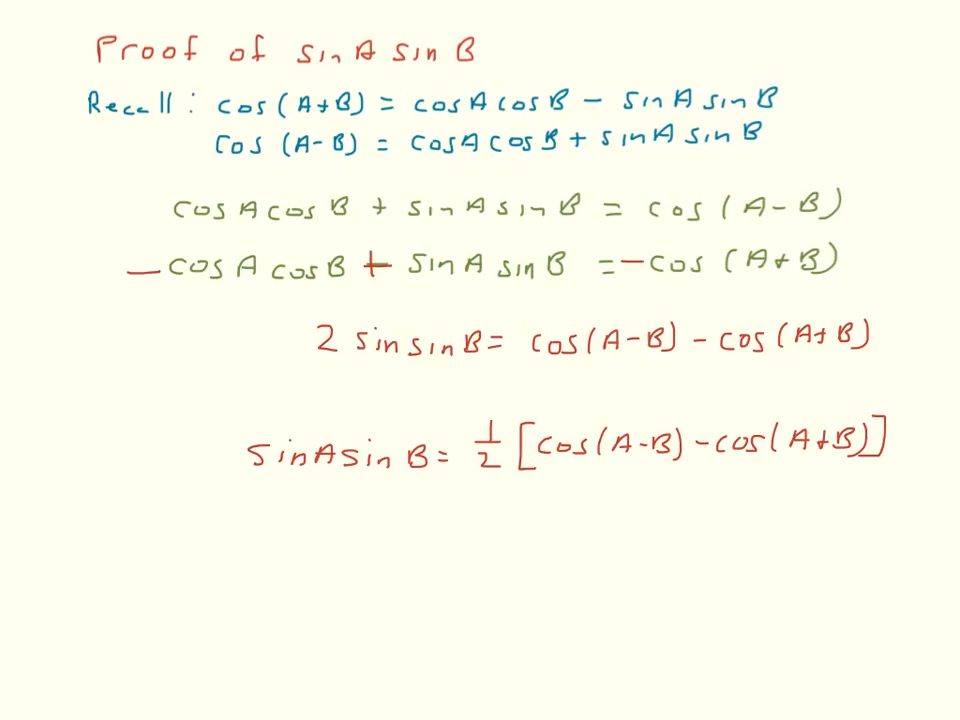 Proof of sin A sin B
Recall : cos (A+B) = cos A cos B − sin A sin B
cos (A−B) = cos A cos B + sin A sin B
cos A cos B + sin A sin B = cos (A−B)
− cos A cos B + sin A sin B = − cos (A+B)
2 sin sin B = cos (A−B) − cos (A+B)
sin A sin B = 1/2 [cos (A−B) − cos (A+B)]